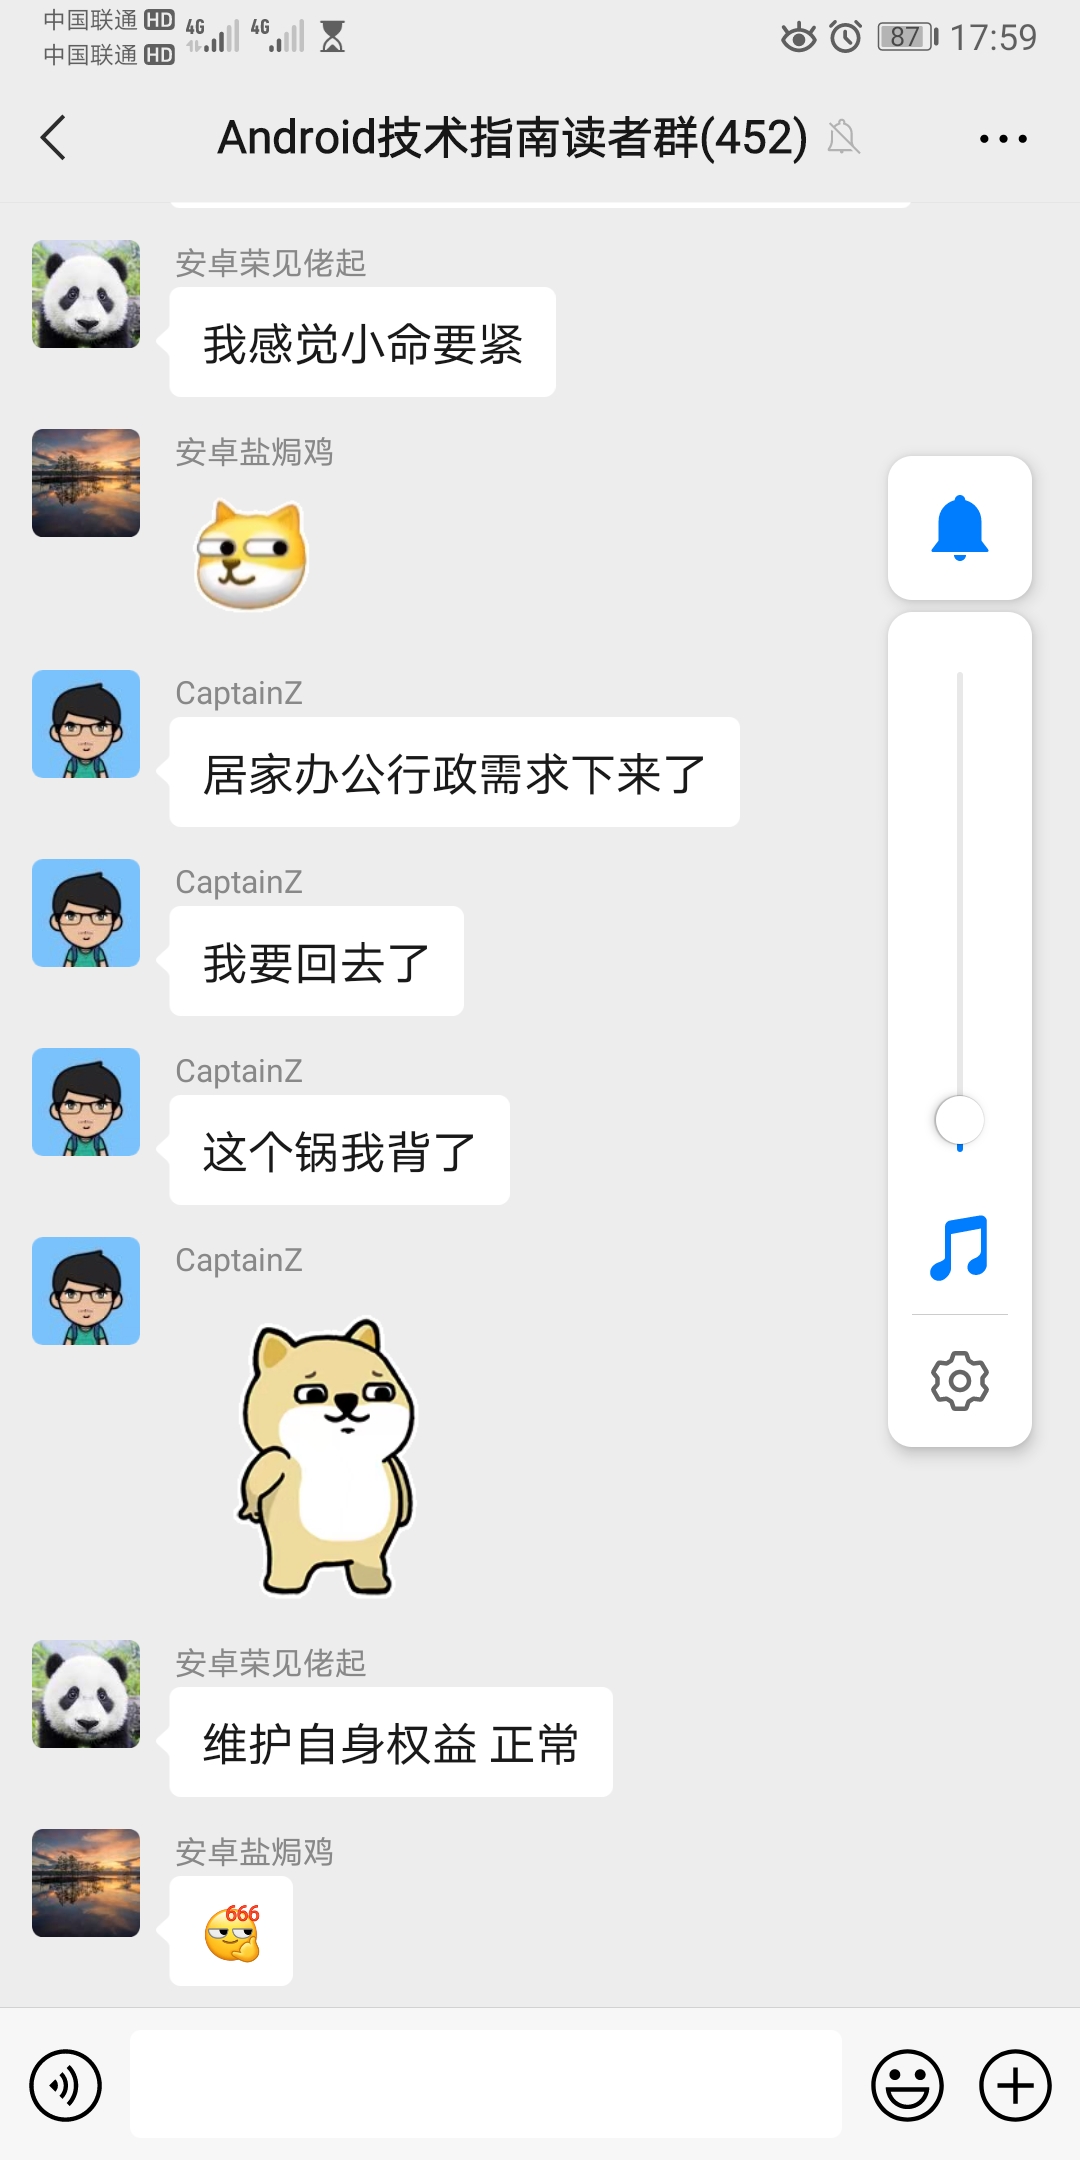 中国联通 HD 4G 4G 87 17:59
中国联通 HD
Android技术指南读者群(452)
安卓荣见佬起
我感觉小命要紧
安卓盐焗鸡
CaptainZ
居家办公行政需求下来了
CaptainZ
我要回去了
CaptainZ
这个锅我背了
CaptainZ
安卓荣见佬起
维护自身权益 正常
安卓盐焗鸡
666